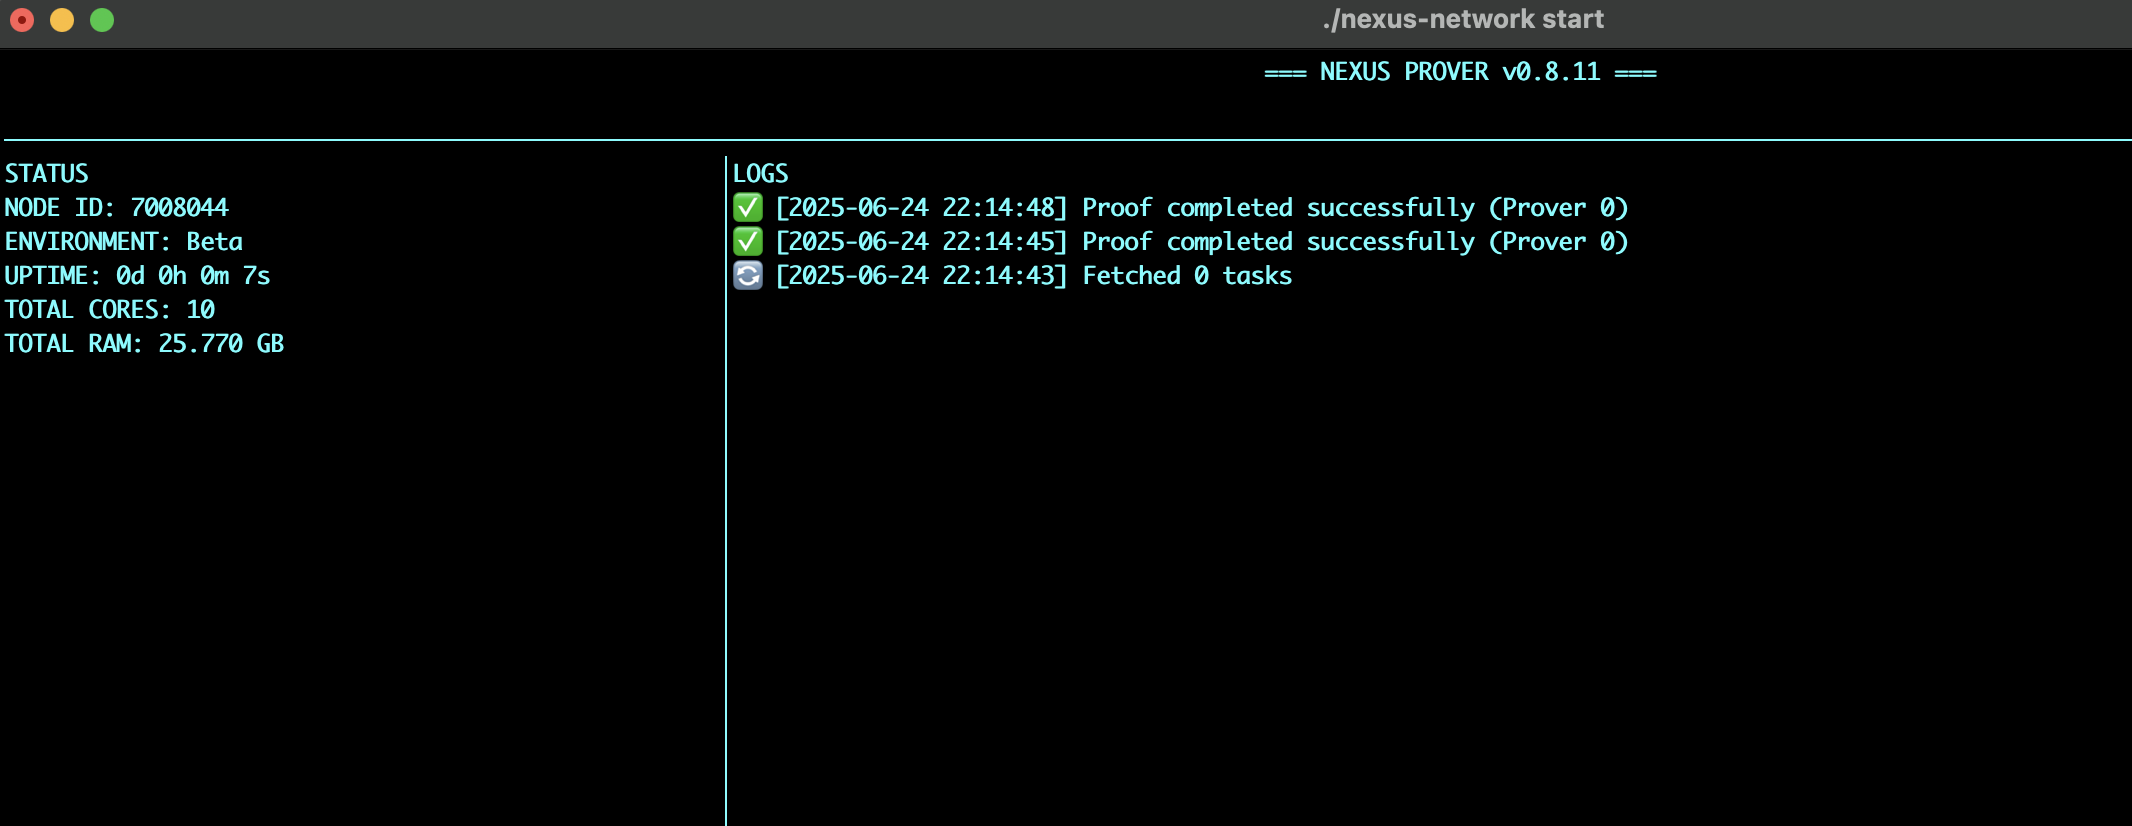 ./nexus-network start
=== NEXUS PROVER v0.8.11 ===
STATUS
NODE ID: 7008044
ENVIRONMENT: Beta
UPTIME: 0d 0h 0m 7s
TOTAL CORES: 10
TOTAL RAM: 25.770 GB
LOGS
✅ [2025-06-24 22:14:48] Proof completed successfully (Prover 0)
✅ [2025-06-24 22:14:45] Proof completed successfully (Prover 0)
🔄 [2025-06-24 22:14:43] Fetched 0 tasks